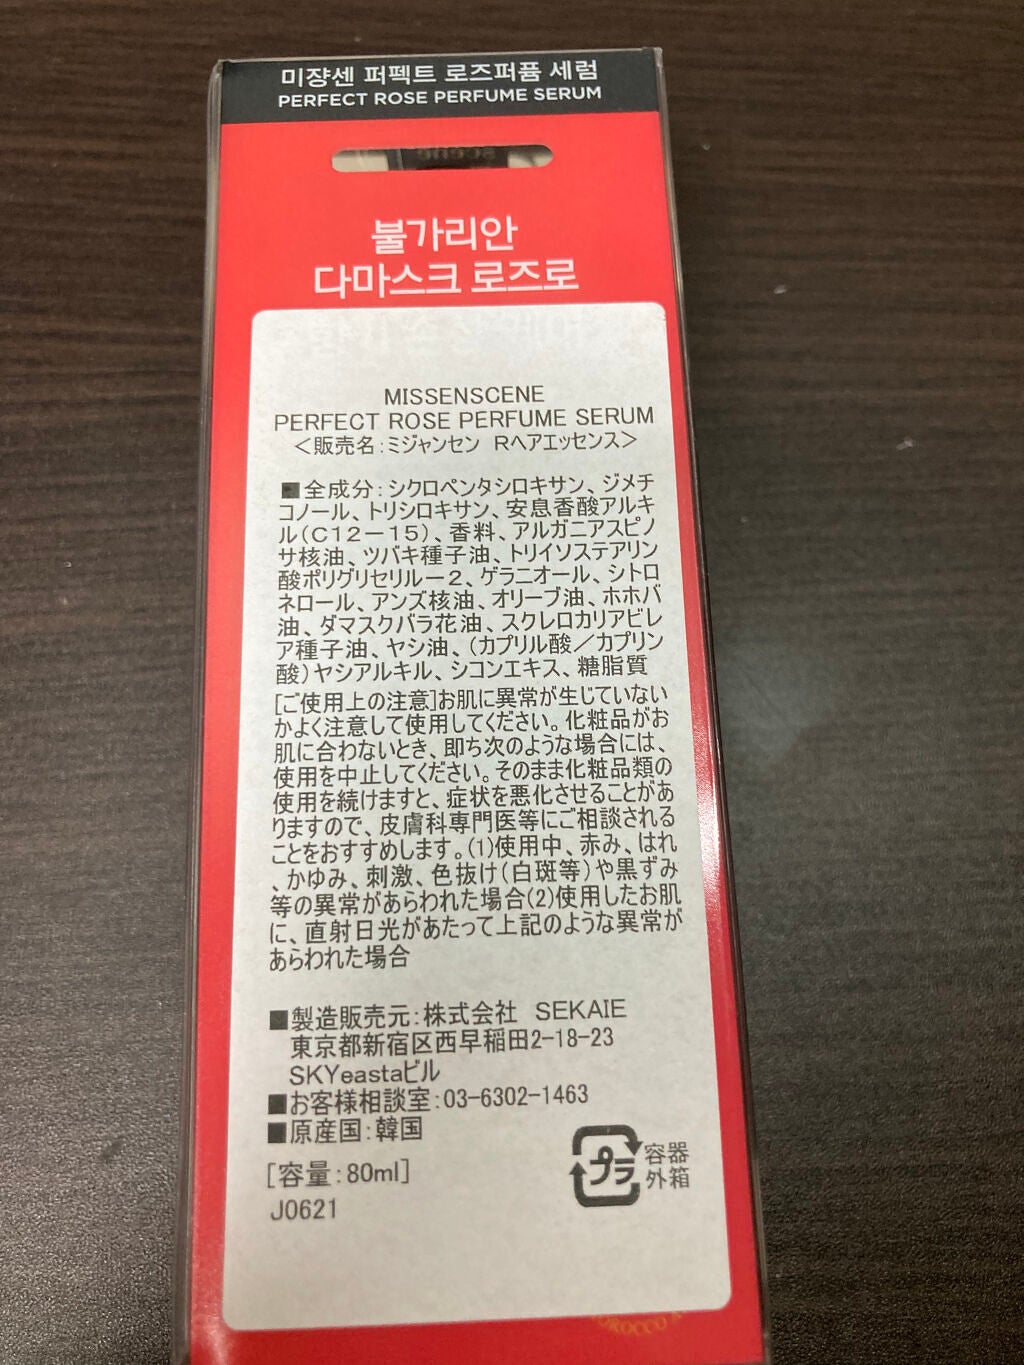 미쟝센 퍼펙트 로즈퍼퓸 세럼
PERFECT ROSE PERFUME SERUM
불가리안
다마스크 로즈로
MISSENSCENE
PERFECT ROSE PERFUME SERUM
＜販売名：ミジャンセン　Rヘアエッセンス＞
■全成分：シクロペンタシロキサン、ジメチ
コノール、トリシロキサン、安息香酸アルキ
ル（C12－15）、香料、アルガニアスピノ
サ核油、ツバキ種子油、トリイソステアリン
酸ポリグリセリル－2、ゲラニオール、シトロ
ネロール、アンズ核油、オリーブ油、ホホバ
油、ダマスクバラ花油、スクレロカリアビレ
ア種子油、ヤシ油、（カプリル酸／カプリン
酸）ヤシアルキル、シコンエキス、糖脂質
[ご使用上の注意]お肌に異常が生じていない
かよく注意して使用してください。化粧品がお
肌に合わないとき、即ち次のような場合には、
使用を中止してください。そのまま化粧品類の
使用を続けますと、症状を悪化させることがあ
りますので、皮膚科専門医等にご相談される
ことをおすすめします。(1)使用中、赤み、はれ
、かゆみ、刺激、色抜け（白斑等）や黒ずみ
等の異常があらわれた場合(2)使用したお肌
に、直射日光があたって上記のような異常が
あらわれた場合
■製造販売元：株式会社　SEKAIE
東京都新宿区西早稲田2-18-23
SKYeastaビル
■お客様相談室：03-6302-1463
■原産国：韓国
[容量：80ml]
J0621
プラ
容器
外箱